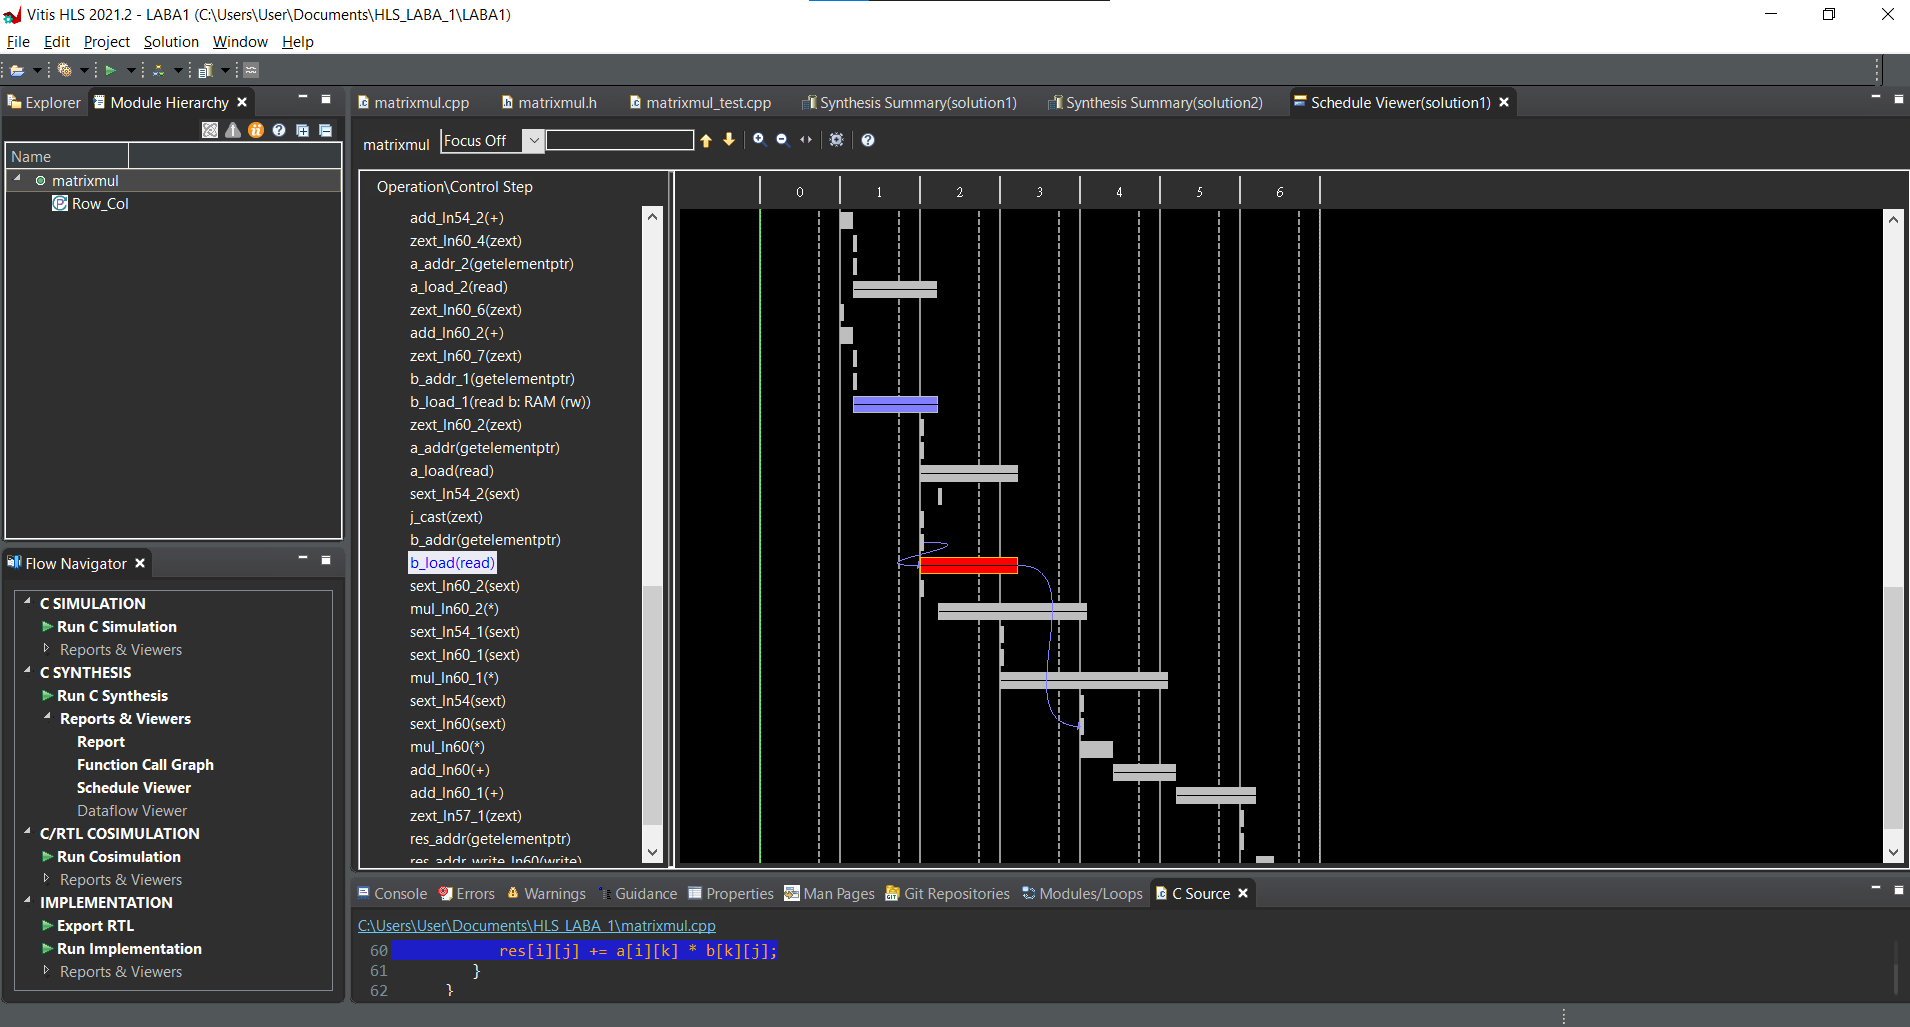 Vitis HLS 2021.2 - LABA1 (C:\Users\User\Documents\HLS_LABA_1\LABA1)
File Edit Project Solution Window Help
Explorer Module Hierarchy
Name
matrixmul
Row_Col
Flow Navigator
C SIMULATION
Run C Simulation
Reports & Viewers
C SYNTHESIS
Run C Synthesis
Reports & Viewers
Report
Function Call Graph
Schedule Viewer
Dataflow Viewer
C/RTL COSIMULATION
Run Cosimulation
Reports & Viewers
IMPLEMENTATION
Export RTL
Run Implementation
Reports & Viewers
matrixmul.cpp matrixmul.h matrixmul_test.cpp Synthesis Summary(solution1) Synthesis Summary(solution2) Schedule Viewer(solution1)
matrixmul Focus Off
Operation\Control Step 0 1 2 3 4 5 6
add_ln54_2(+)
zext_ln60_4(zext)
a_addr_2(getelementptr)
a_load_2(read)
zext_ln60_6(zext)
add_ln60_2(+)
zext_ln60_7(zext)
b_addr_1(getelementptr)
b_load_1(read b: RAM (rw))
zext_ln60_2(zext)
a_addr(getelementptr)
a_load(read)
sext_ln54_2(sext)
j_cast(zext)
b_addr(getelementptr)
b_load(read)
sext_ln60_2(sext)
mul_ln60_2(*)
sext_ln54_1(sext)
sext_ln60_1(sext)
mul_ln60_1(*)
sext_ln54(sext)
sext_ln60(sext)
mul_ln60(*)
add_ln60(+)
add_ln60_1(+)
zext_ln57_1(zext)
res_addr(getelementptr)
res_addr_write_ln60(write)
Console Errors Warnings Guidance Properties Man Pages Git Repositories Modules/Loops C Source
C:\Users\User\Documents\HLS_LABA_1\matrixmul.cpp
60 res[i][j] += a[i][k] * b[k][j];
61 }
62 }